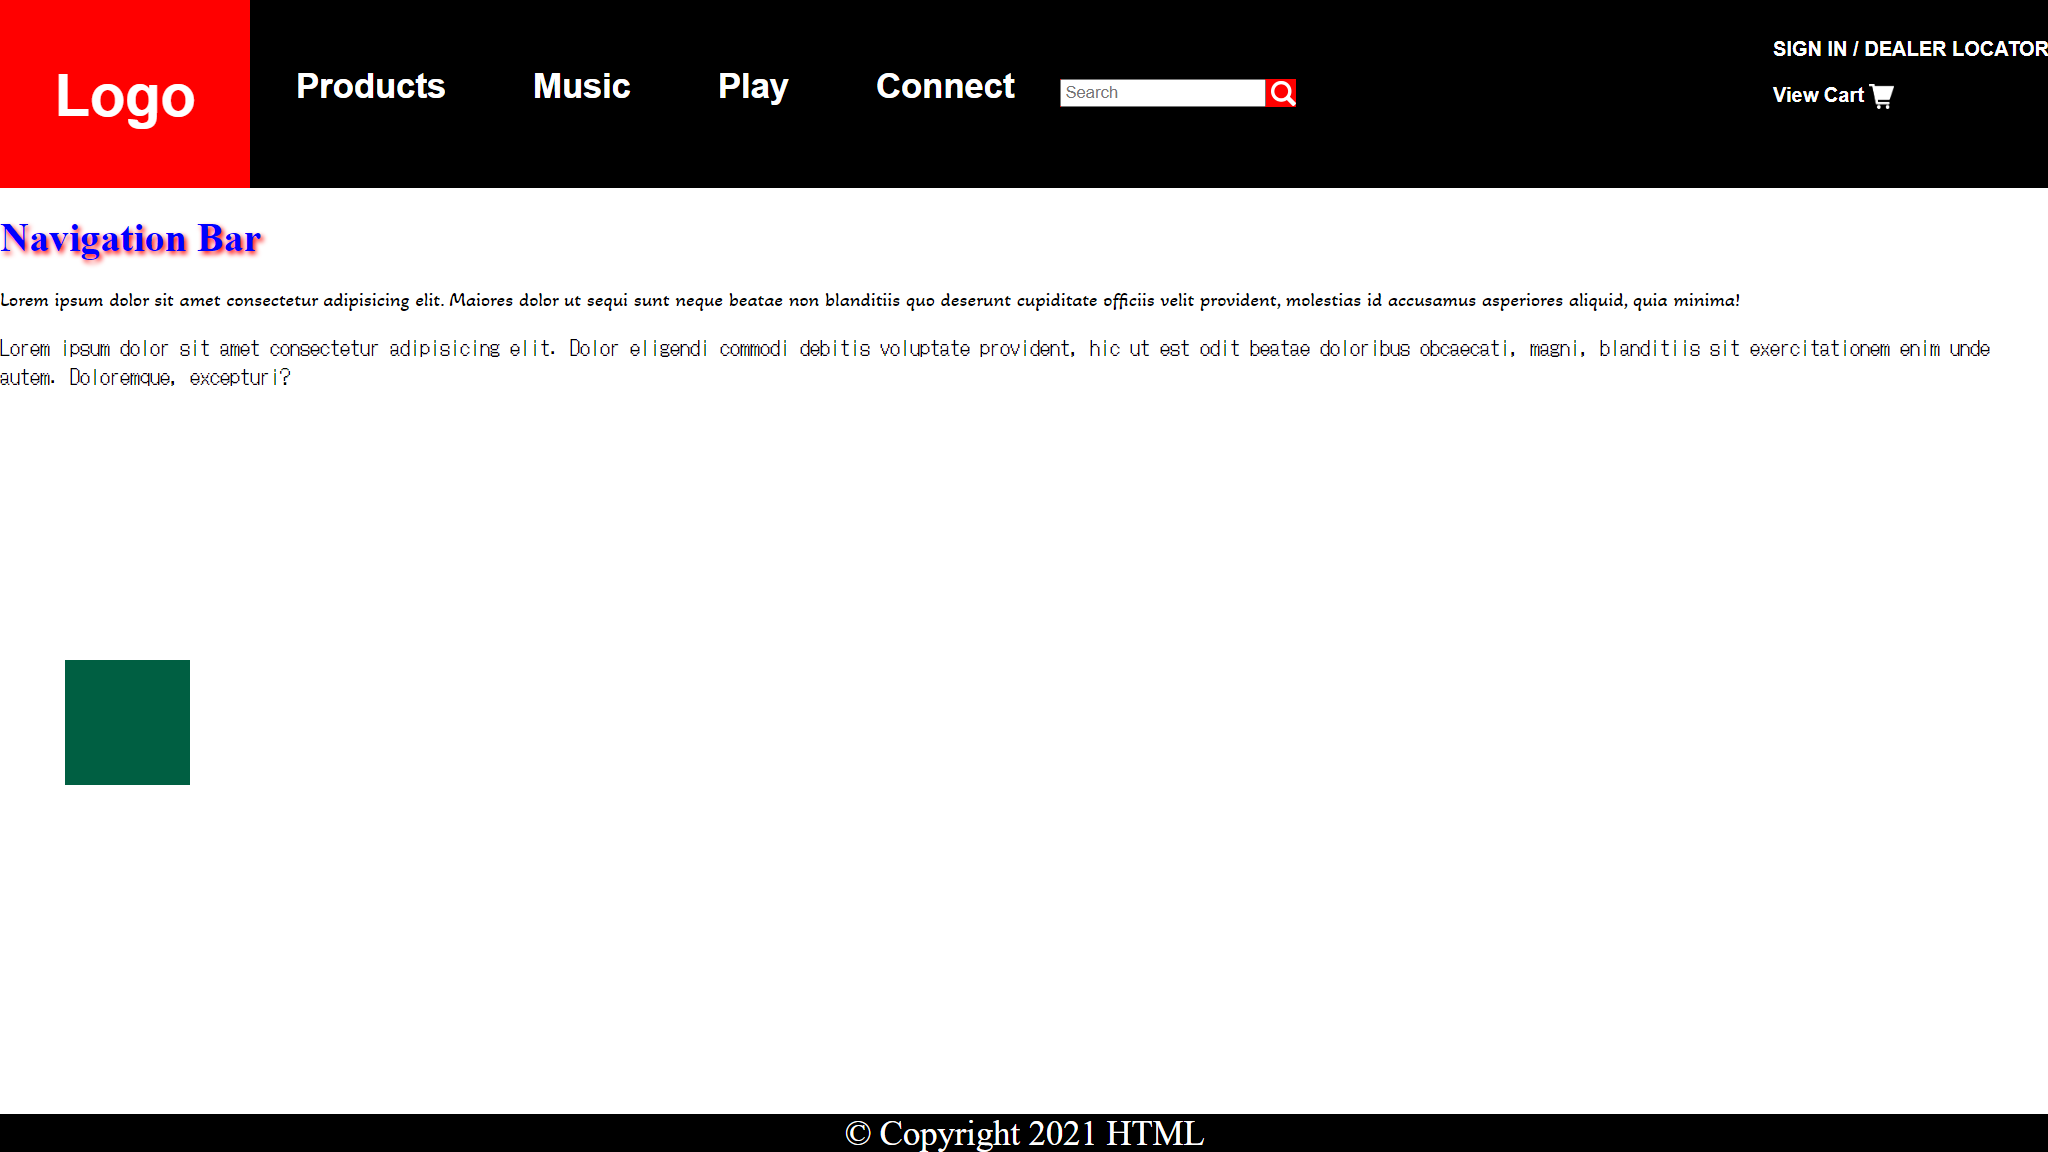 Logo
Products Music Play Connect Search
SIGN IN / DEALER LOCATOR
View Cart
Navigation Bar
Lorem ipsum dolor sit amet consectetur adipisicing elit. Maiores dolor ut sequi sunt neque beatae non blanditiis quo deserunt cupiditate officiis velit provident, molestias id accusamus asperiores aliquid, quia minima!
Lorem ipsum dolor sit amet consectetur adipisicing elit. Dolor eligendi commodi debitis voluptate provident, hic ut est odit beatae doloribus obcaecati, magni, blanditiis sit exercitationem enim unde
autem. Doloremque, excepturi?
© Copyright 2021 HTML